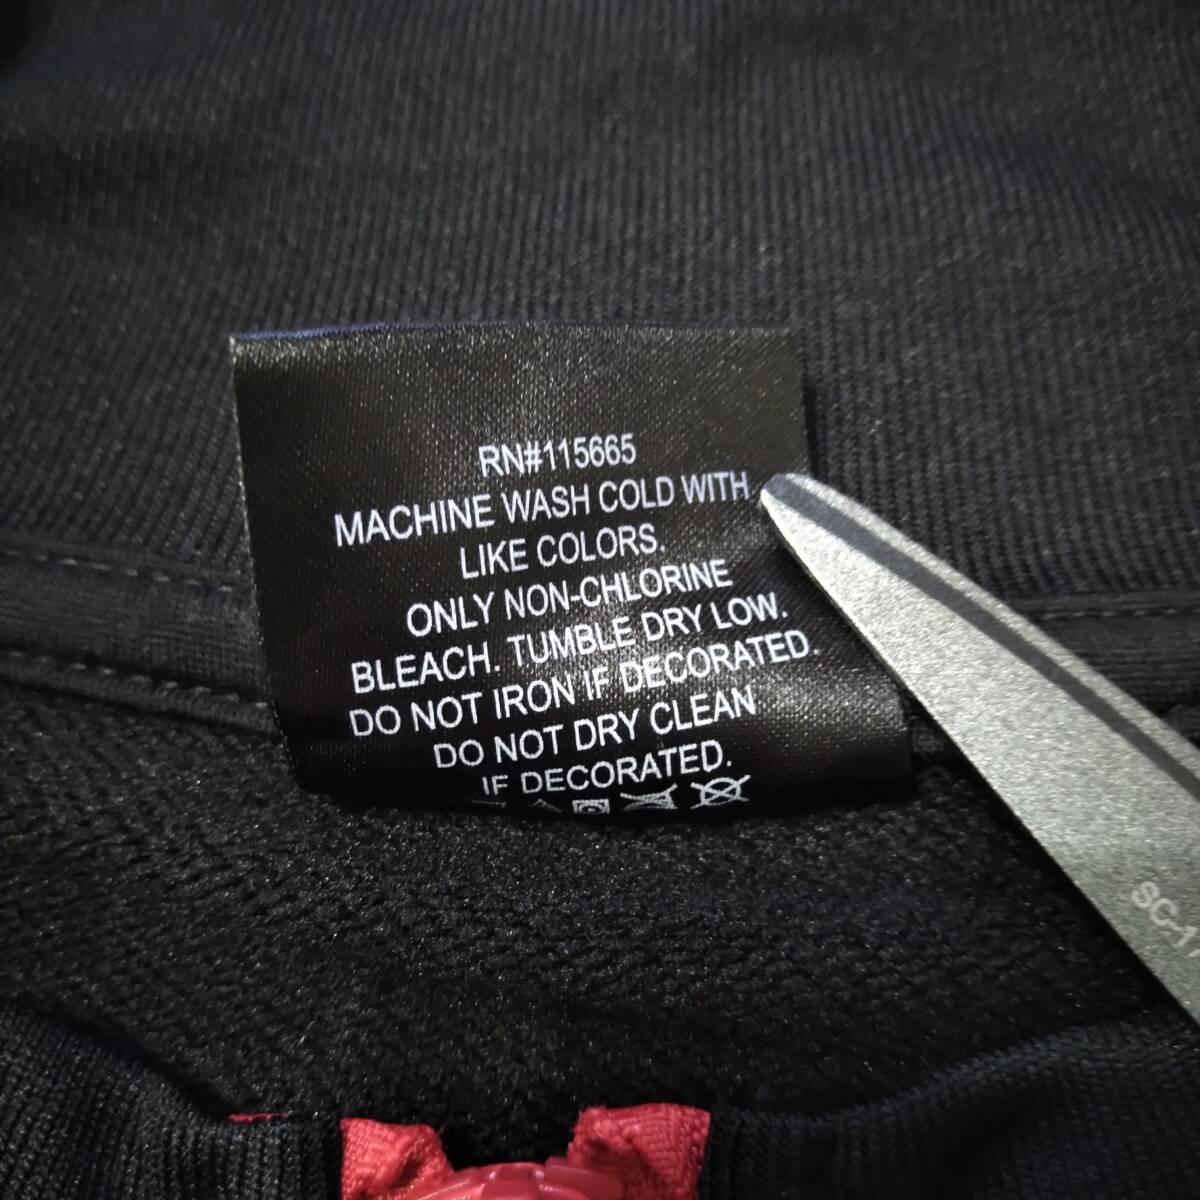 RN#115665
MACHINE WASH COLD WITH
LIKE COLORS.
ONLY NON-CHLORINE
BLEACH. TUMBLE DRY LOW.
DO NOT IRON IF DECORATED.
DO NOT DRY CLEAN
IF DECORATED.